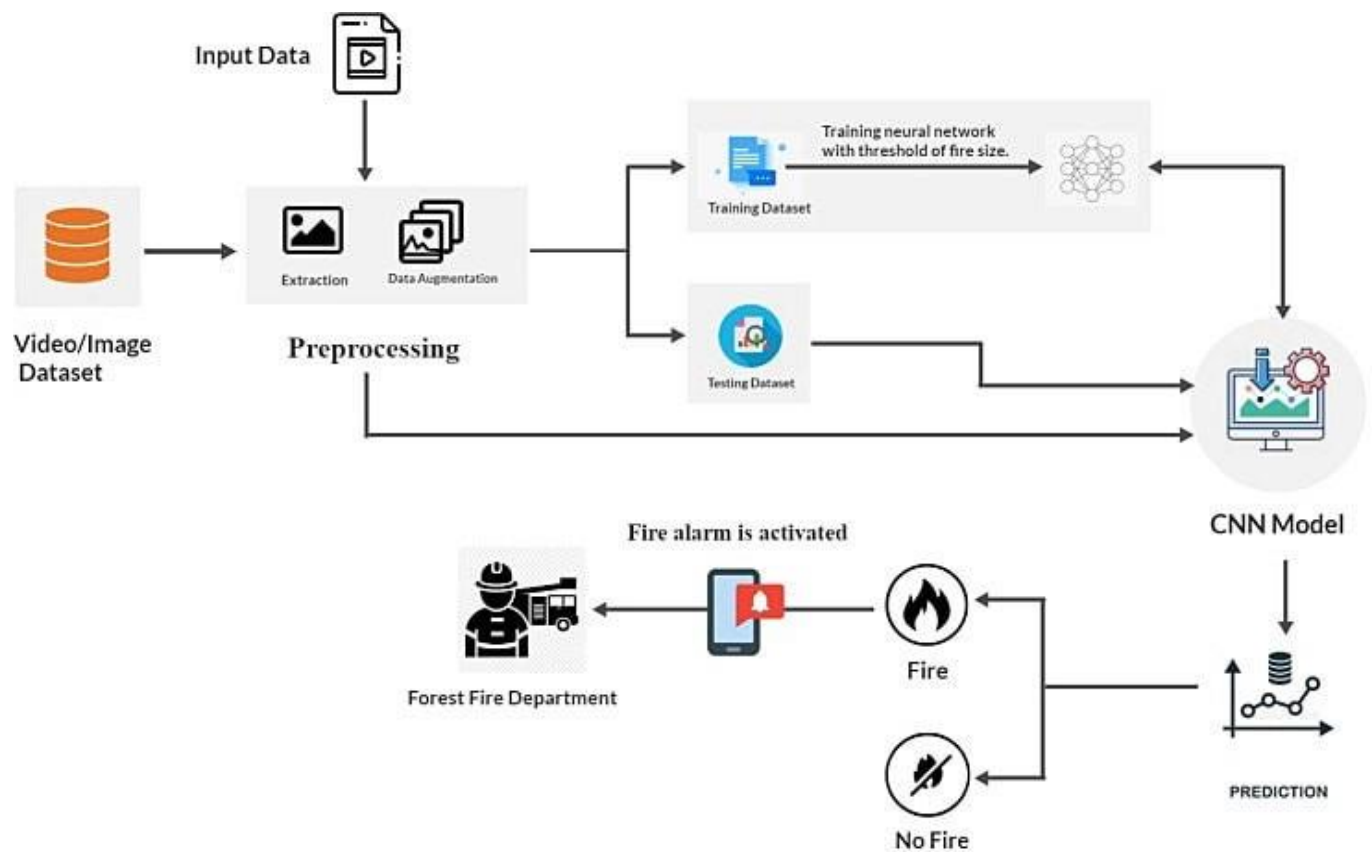 Input Data
Training neural network
with threshold of fire size.
Training Dataset
Extraction
Data Augmentation
Video/Image
Dataset
Preprocessing
Testing Dataset
CNN Model
Fire alarm is activated
Forest Fire Department
Fire
PREDICTION
No Fire